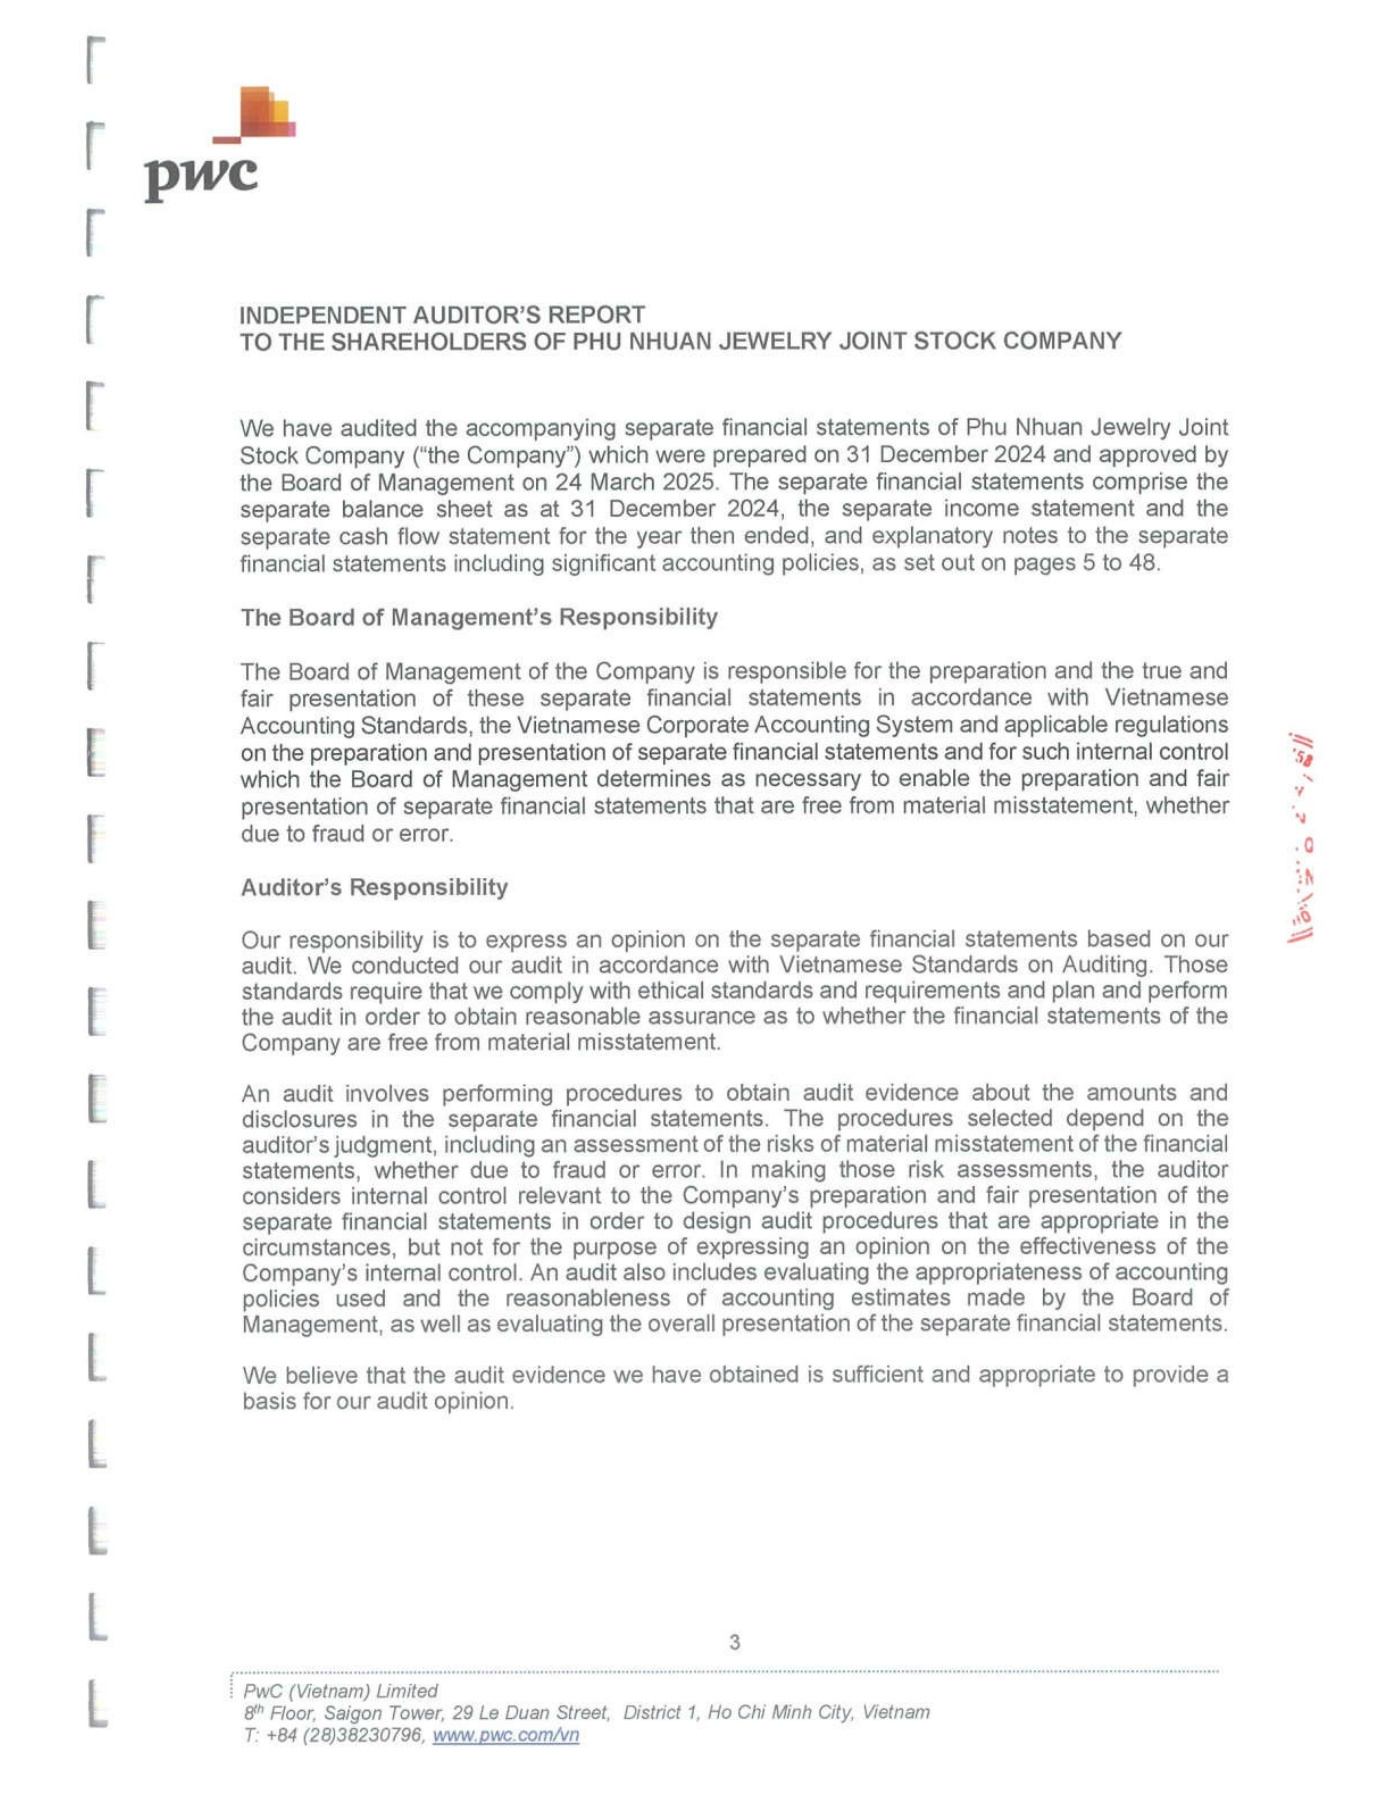 pwc
INDEPENDENT AUDITOR'S REPORT
TO THE SHAREHOLDERS OF PHU NHUAN JEWELRY JOINT STOCK COMPANY
We have audited the accompanying separate financial statements of Phu Nhuan Jewelry Joint
Stock Company (“the Company”) which were prepared on 31 December 2024 and approved by
the Board of Management on 24 March 2025. The separate financial statements comprise the
separate balance sheet as at 31 December 2024, the separate income statement and the
separate cash flow statement for the year then ended, and explanatory notes to the separate
financial statements including significant accounting policies, as set out on pages 5 to 48.
The Board of Management's Responsibility
The Board of Management of the Company is responsible for the preparation and the true and
fair presentation of these separate financial statements in accordance with Vietnamese
Accounting Standards, the Vietnamese Corporate Accounting System and applicable regulations
on the preparation and presentation of separate financial statements and for such internal control
which the Board of Management determines as necessary to enable the preparation and fair
presentation of separate financial statements that are free from material misstatement, whether
due to fraud or error.
Auditor's Responsibility
Our responsibility is to express an opinion on the separate financial statements based on our
audit. We conducted our audit in accordance with Vietnamese Standards on Auditing. Those
standards require that we comply with ethical standards and requirements and plan and perform
the audit in order to obtain reasonable assurance as to whether the financial statements of the
Company are free from material misstatement.
An audit involves performing procedures to obtain audit evidence about the amounts and
disclosures in the separate financial statements. The procedures selected depend on the
auditor's judgment, including an assessment of the risks of material misstatement of the financial
statements, whether due to fraud or error. In making those risk assessments, the auditor
considers internal control relevant to the Company's preparation and fair presentation of the
separate financial statements in order to design audit procedures that are appropriate in the
circumstances, but not for the purpose of expressing an opinion on the effectiveness of the
Company's internal control. An audit also includes evaluating the appropriateness of accounting
policies used and the reasonableness of accounting estimates made by the Board of
Management, as well as evaluating the overall presentation of the separate financial statements.
We believe that the audit evidence we have obtained is sufficient and appropriate to provide a
basis for our audit opinion.
3
PwC (Vietnam) Limited
8th Floor, Saigon Tower, 29 Le Duan Street, District 1, Ho Chi Minh City, Vietnam
T: +84 (28)38230796, www.pwc.com/vn